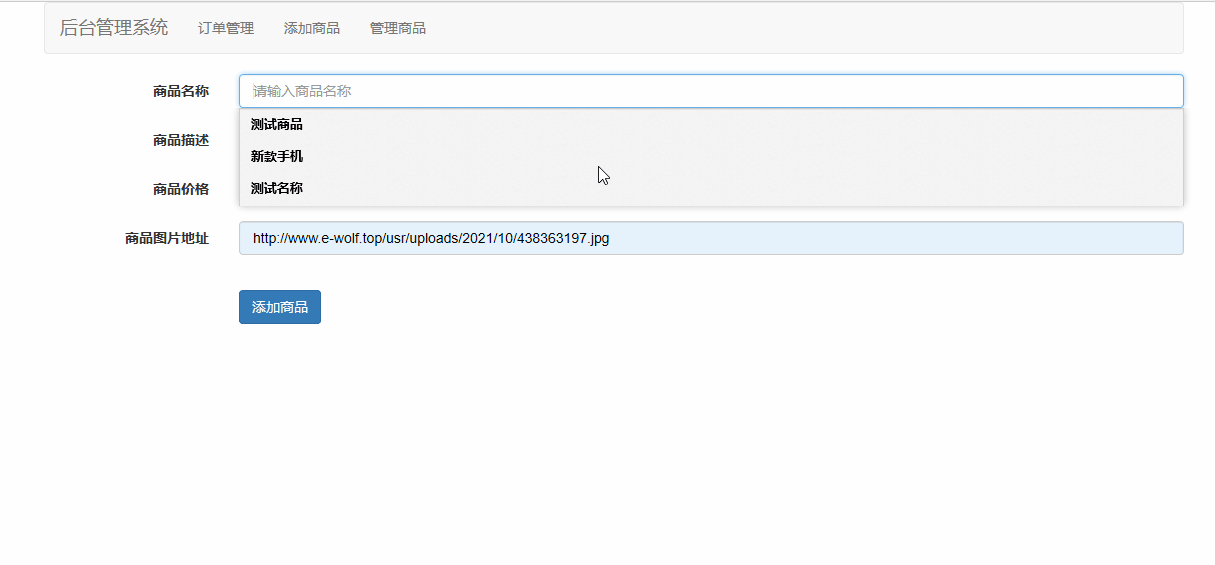 后台管理系统 订单管理 添加商品 管理商品
商品名称 请输入商品名称
测试商品
商品描述
新款手机
商品价格 测试名称
商品图片地址 http://www.e-wolf.top/usr/uploads/2021/10/438363197.jpg
添加商品